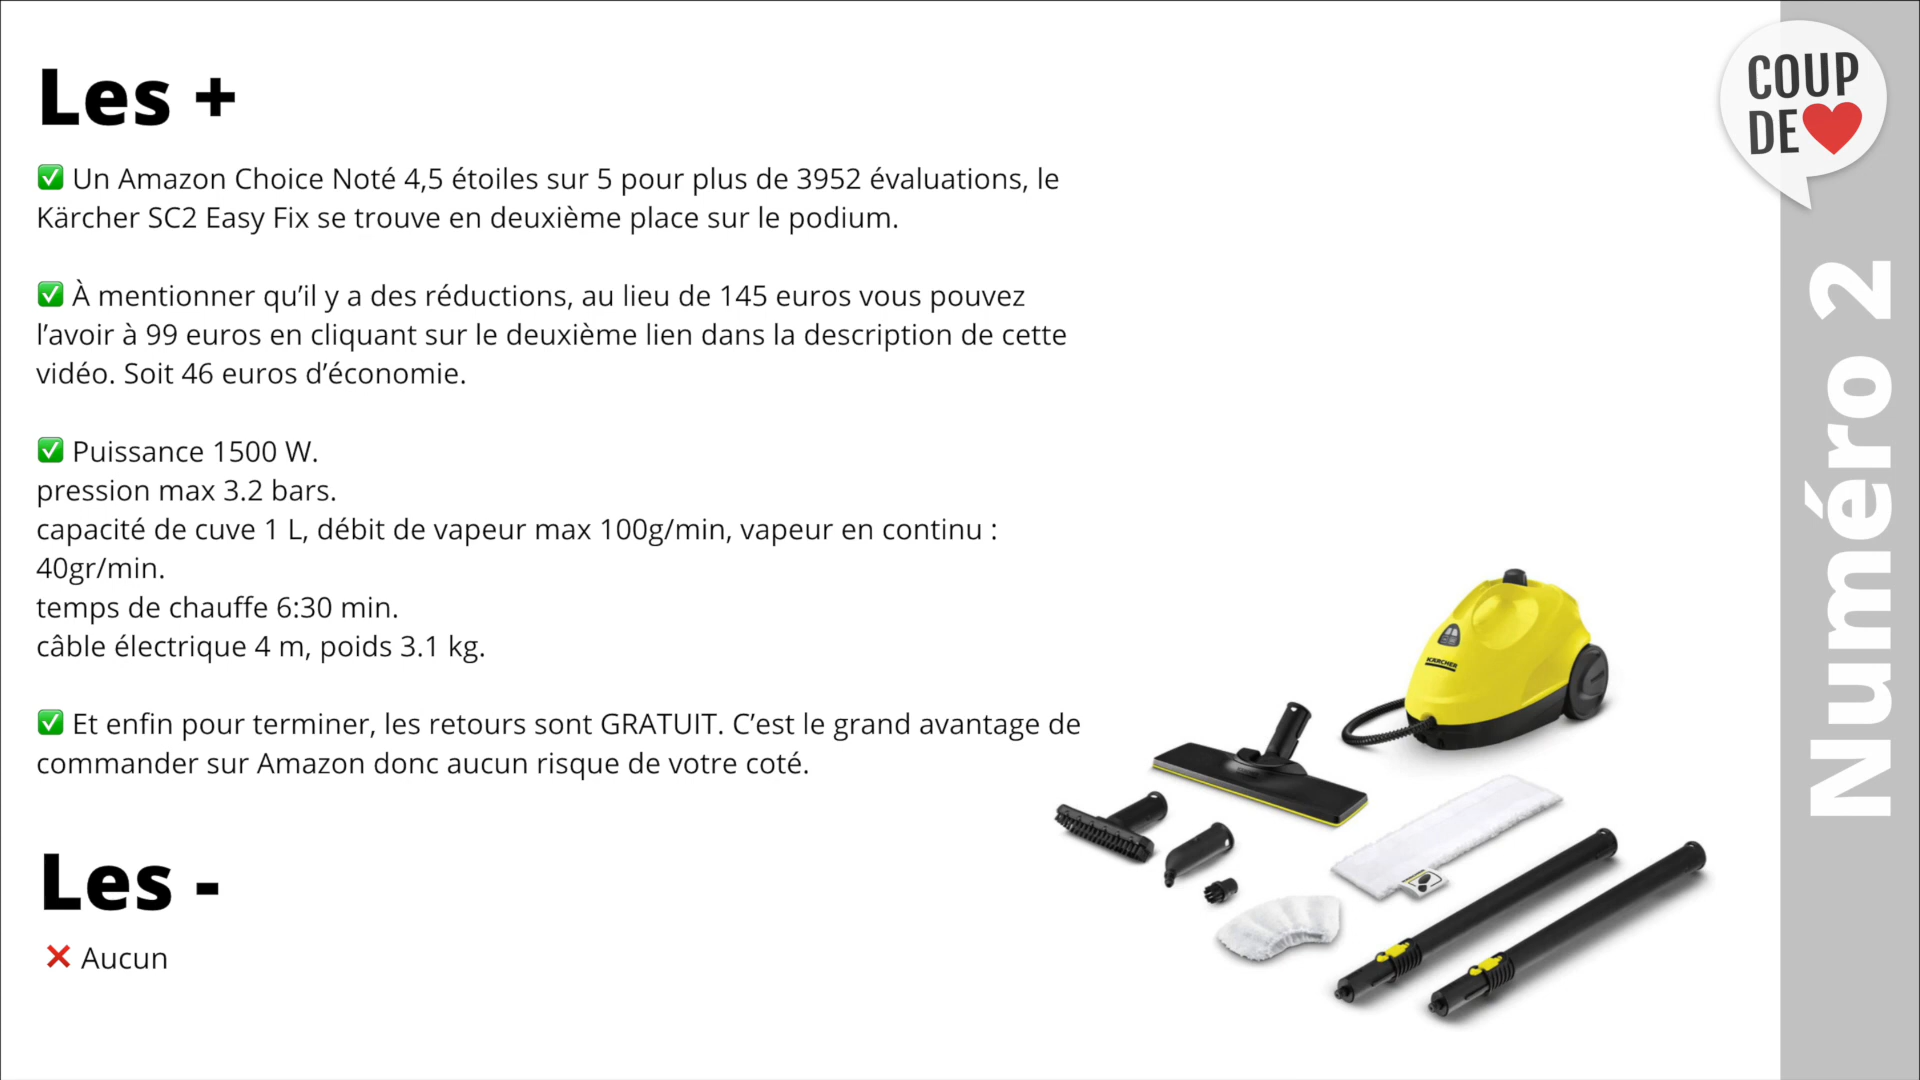 Les +
✅ Un Amazon Choice Noté 4,5 étoiles sur 5 pour plus de 3952 évaluations, le
Kärcher SC2 Easy Fix se trouve en deuxième place sur le podium.
✅ À mentionner qu’il y a des réductions, au lieu de 145 euros vous pouvez
l’avoir à 99 euros en cliquant sur le deuxième lien dans la description de cette
vidéo. Soit 46 euros d’économie.
✅ Puissance 1500 W.
pression max 3.2 bars.
capacité de cuve 1 L, débit de vapeur max 100g/min, vapeur en continu :
40gr/min.
temps de chauffe 6:30 min.
câble électrique 4 m, poids 3.1 kg.
✅ Et enfin pour terminer, les retours sont GRATUIT. C’est le grand avantage de
commander sur Amazon donc aucun risque de votre coté.
Les -
❌ Aucun
KÄRCHER
COUP
DE
Numéro 2